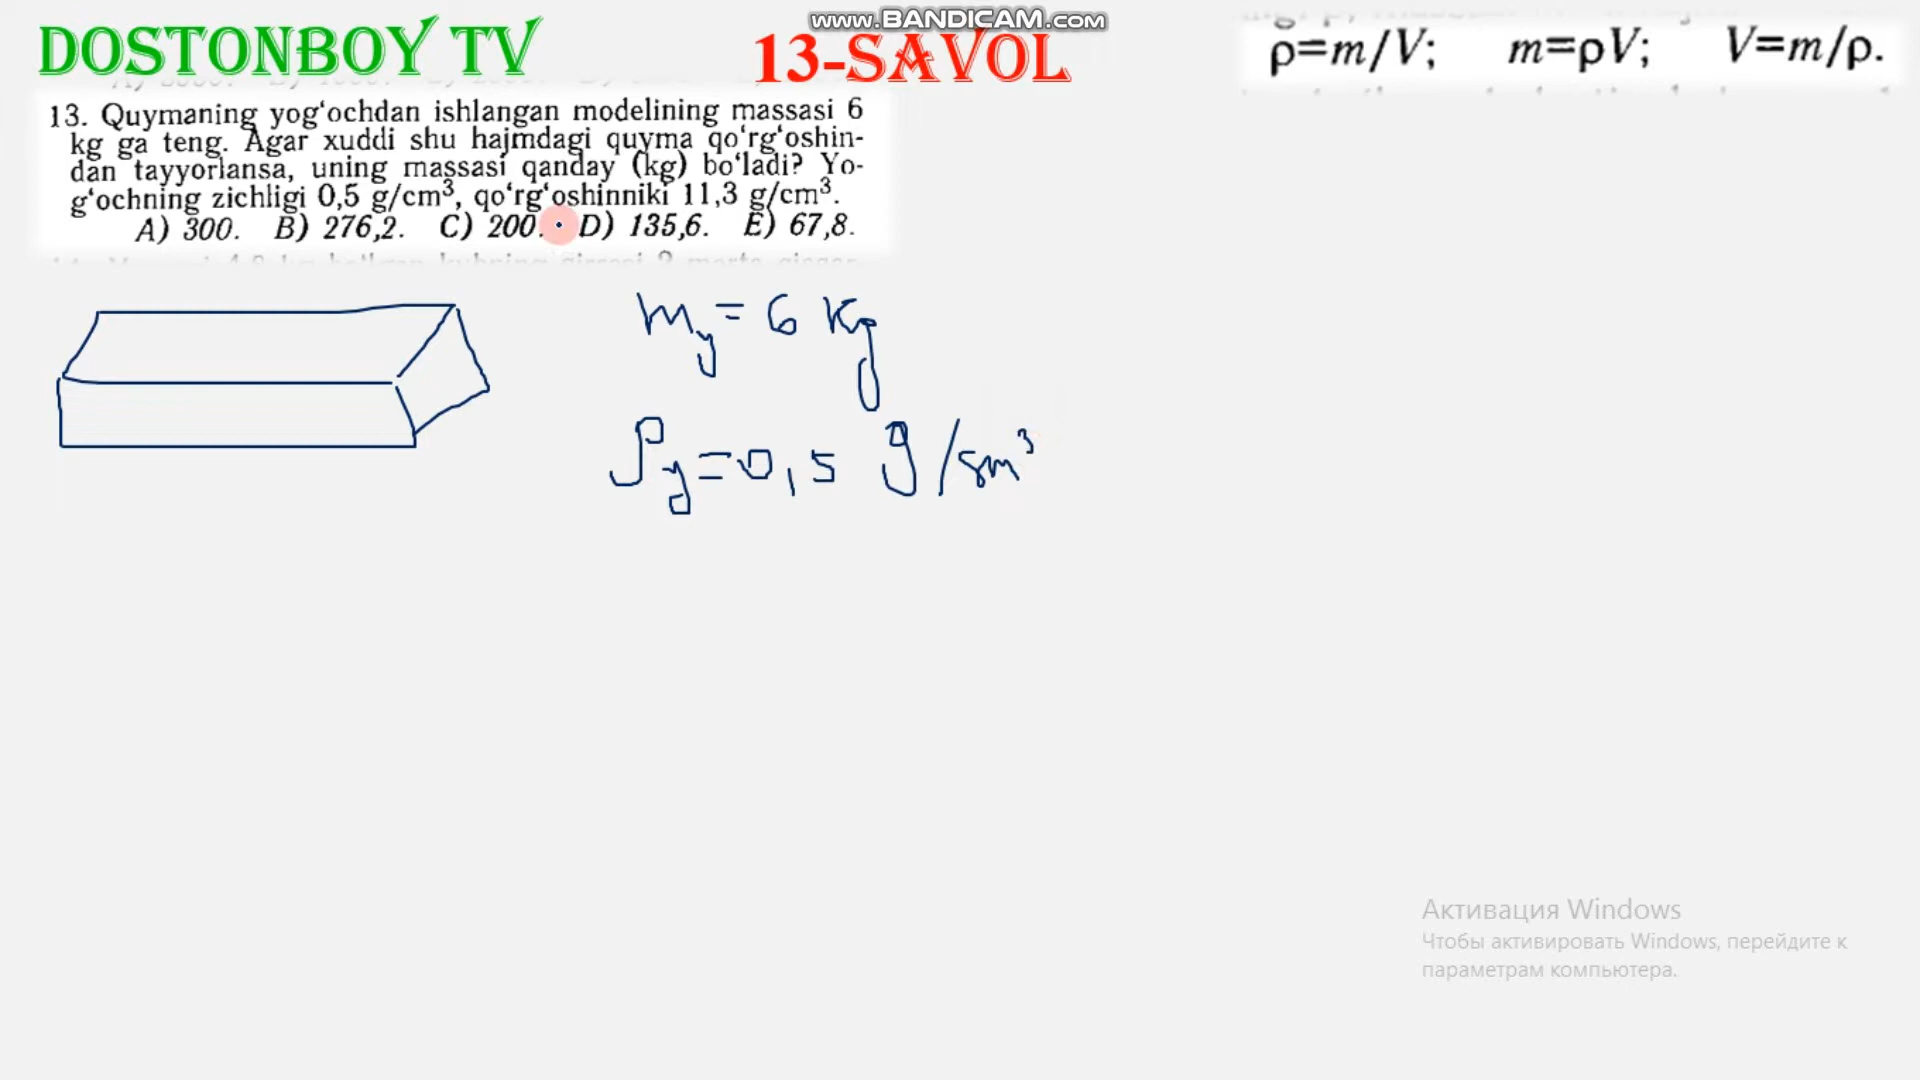 www.BANDICAM.com
DOSTONBOY TV
13-SAVOL
ρ=m/V; m=ρV; V=m/ρ.
13. Quymaning yog‘ochdan ishlangan modelining massasi 6
kg ga teng. Agar xuddi shu hajmdagi quyma qo‘rg‘oshin-
dan tayyorlansa, uning massasi qanday (kg) bo‘ladi? Yo-
g‘ochning zichligi 0,5 g/cm³, qo‘rg‘oshinniki 11,3 g/cm³.
A) 300. B) 276,2. C) 200. D) 135,6. E) 67,8.
my = 6 kg
ρy = 0,5 g/sm³
Активация Windows
Чтобы активировать Windows, перейдите к
параметрам компьютера.